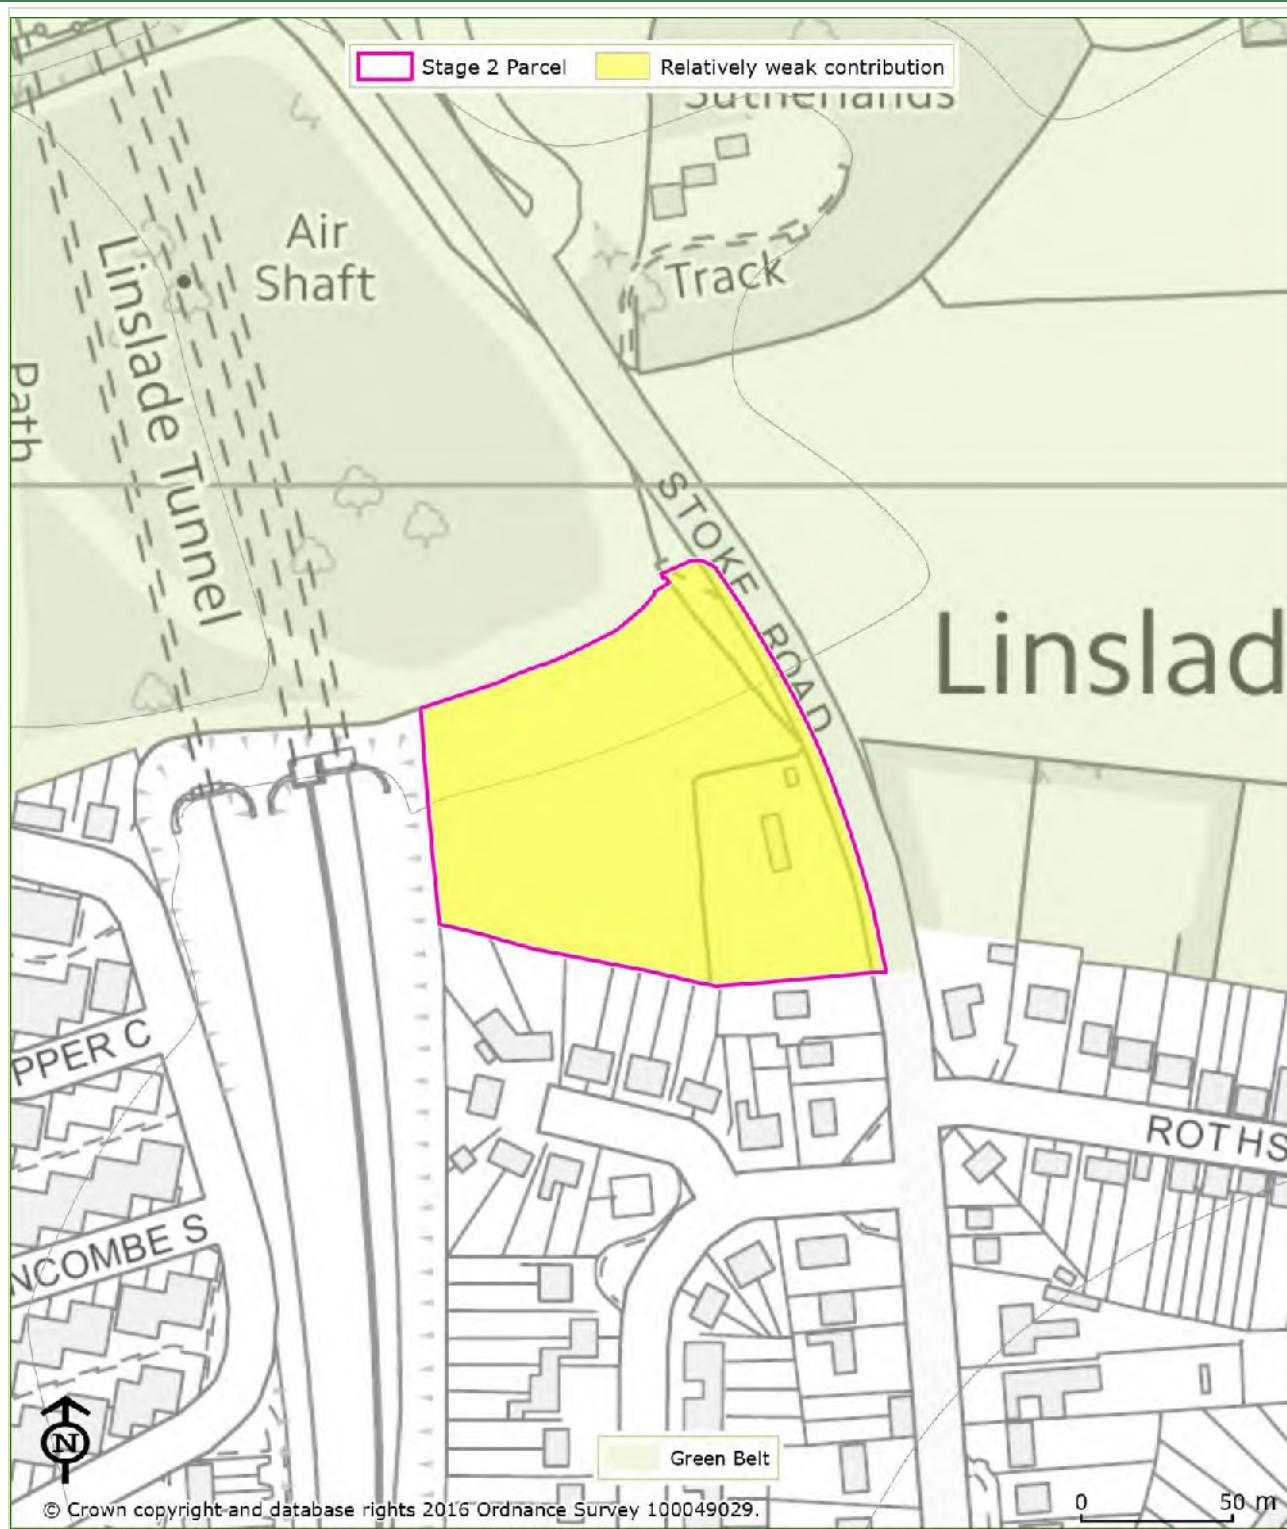 Stage 2 Parcel
Relatively weak contribution
Sutherlands
Air
Shaft
Track
Linslade Tunnel
Path
STOKE ROAD
Linslad
PPER C
ROTHS
NCOMBE S
N
Green Belt
© Crown copyright and database rights 2016 Ordnance Survey 100049029.
0 50 m